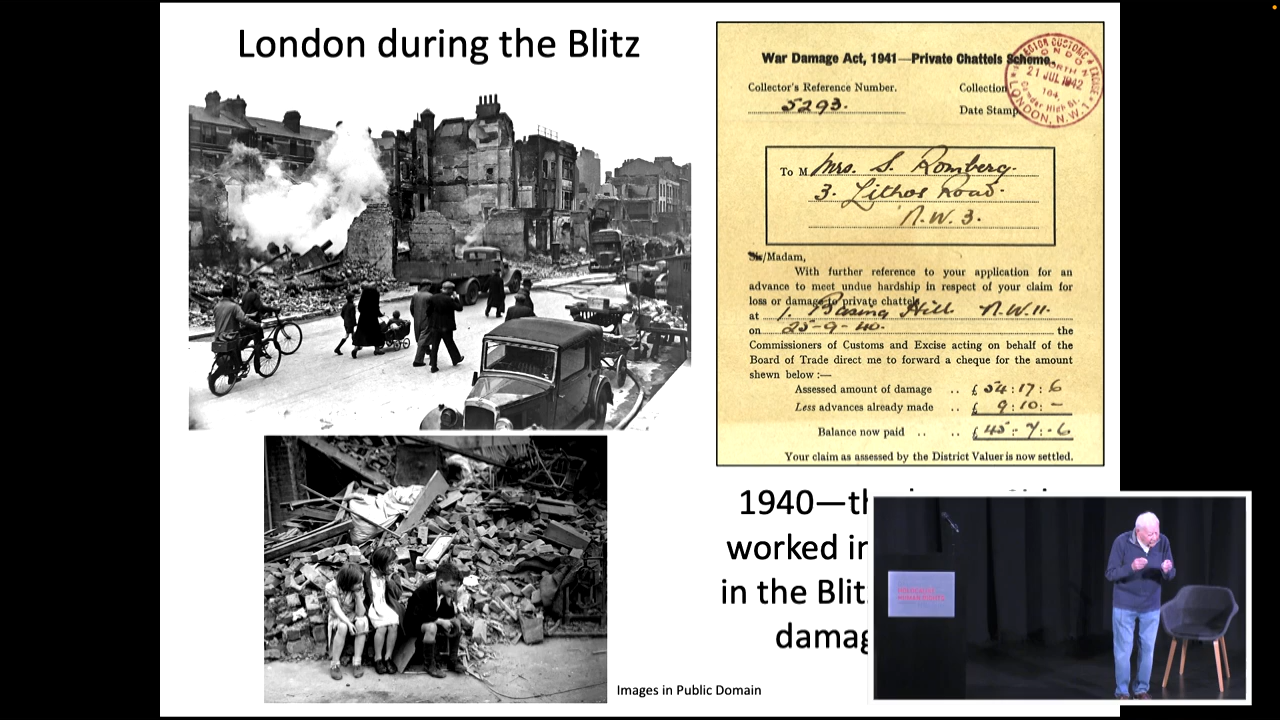 London during the Blitz
War Damage Act, 1941—Private Chattels Scheme.
Collector's Reference Number.
5293.
Collection
Date Stamp
LONDON
NORTH
21 JUL 1942
184,
LONDON, N.W.1
To M Mrs. S. Romberg.
3. Lithos Road.
N.W. 3.
/Madam,
With further reference to your application for an
advance to meet undue hardship in respect of your claim for
loss or damage to private chattels
at 1. Basing Hill N.W.11.
on 25-9-40. the
Commissioners of Customs and Excise acting on behalf of the
Board of Trade direct me to forward a cheque for the amount
shewn below :—
Assessed amount of damage .. £ 54 : 17 : 6
Less advances already made .. £ 9 : 10 : –
Balance now paid .. .. £ 45 - 7 - 6
Your claim as assessed by the District Valuer is now settled.
1940—
worked
in the Blit
damag
Images in Public Domain
HUMAN RIGHTS